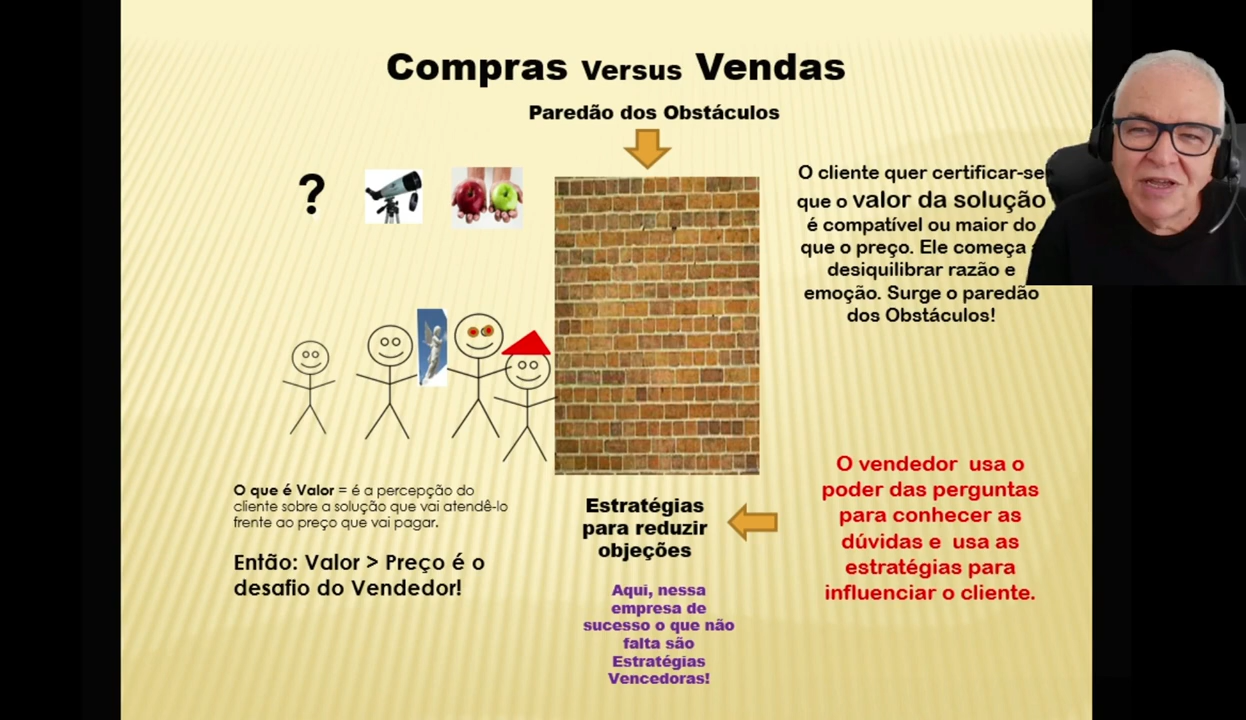 Compras Versus Vendas
Paredão dos Obstáculos
?
O cliente quer certificar-se
que o valor da solução
é compatível ou maior do
que o preço. Ele começa
desiquilibrar razão e
emoção. Surge o paredão
dos Obstáculos!
O que é Valor = é a percepção do
cliente sobre a solução que vai atendê-lo
frente ao preço que vai pagar.
Então: Valor > Preço é o
desafio do Vendedor!
Estratégias
para reduzir
objeções
Aqui, nessa
empresa de
sucesso o que não
falta são
Estratégias
Vencedoras!
O vendedor usa o
poder das perguntas
para conhecer as
dúvidas e usa as
estratégias para
influenciar o cliente.